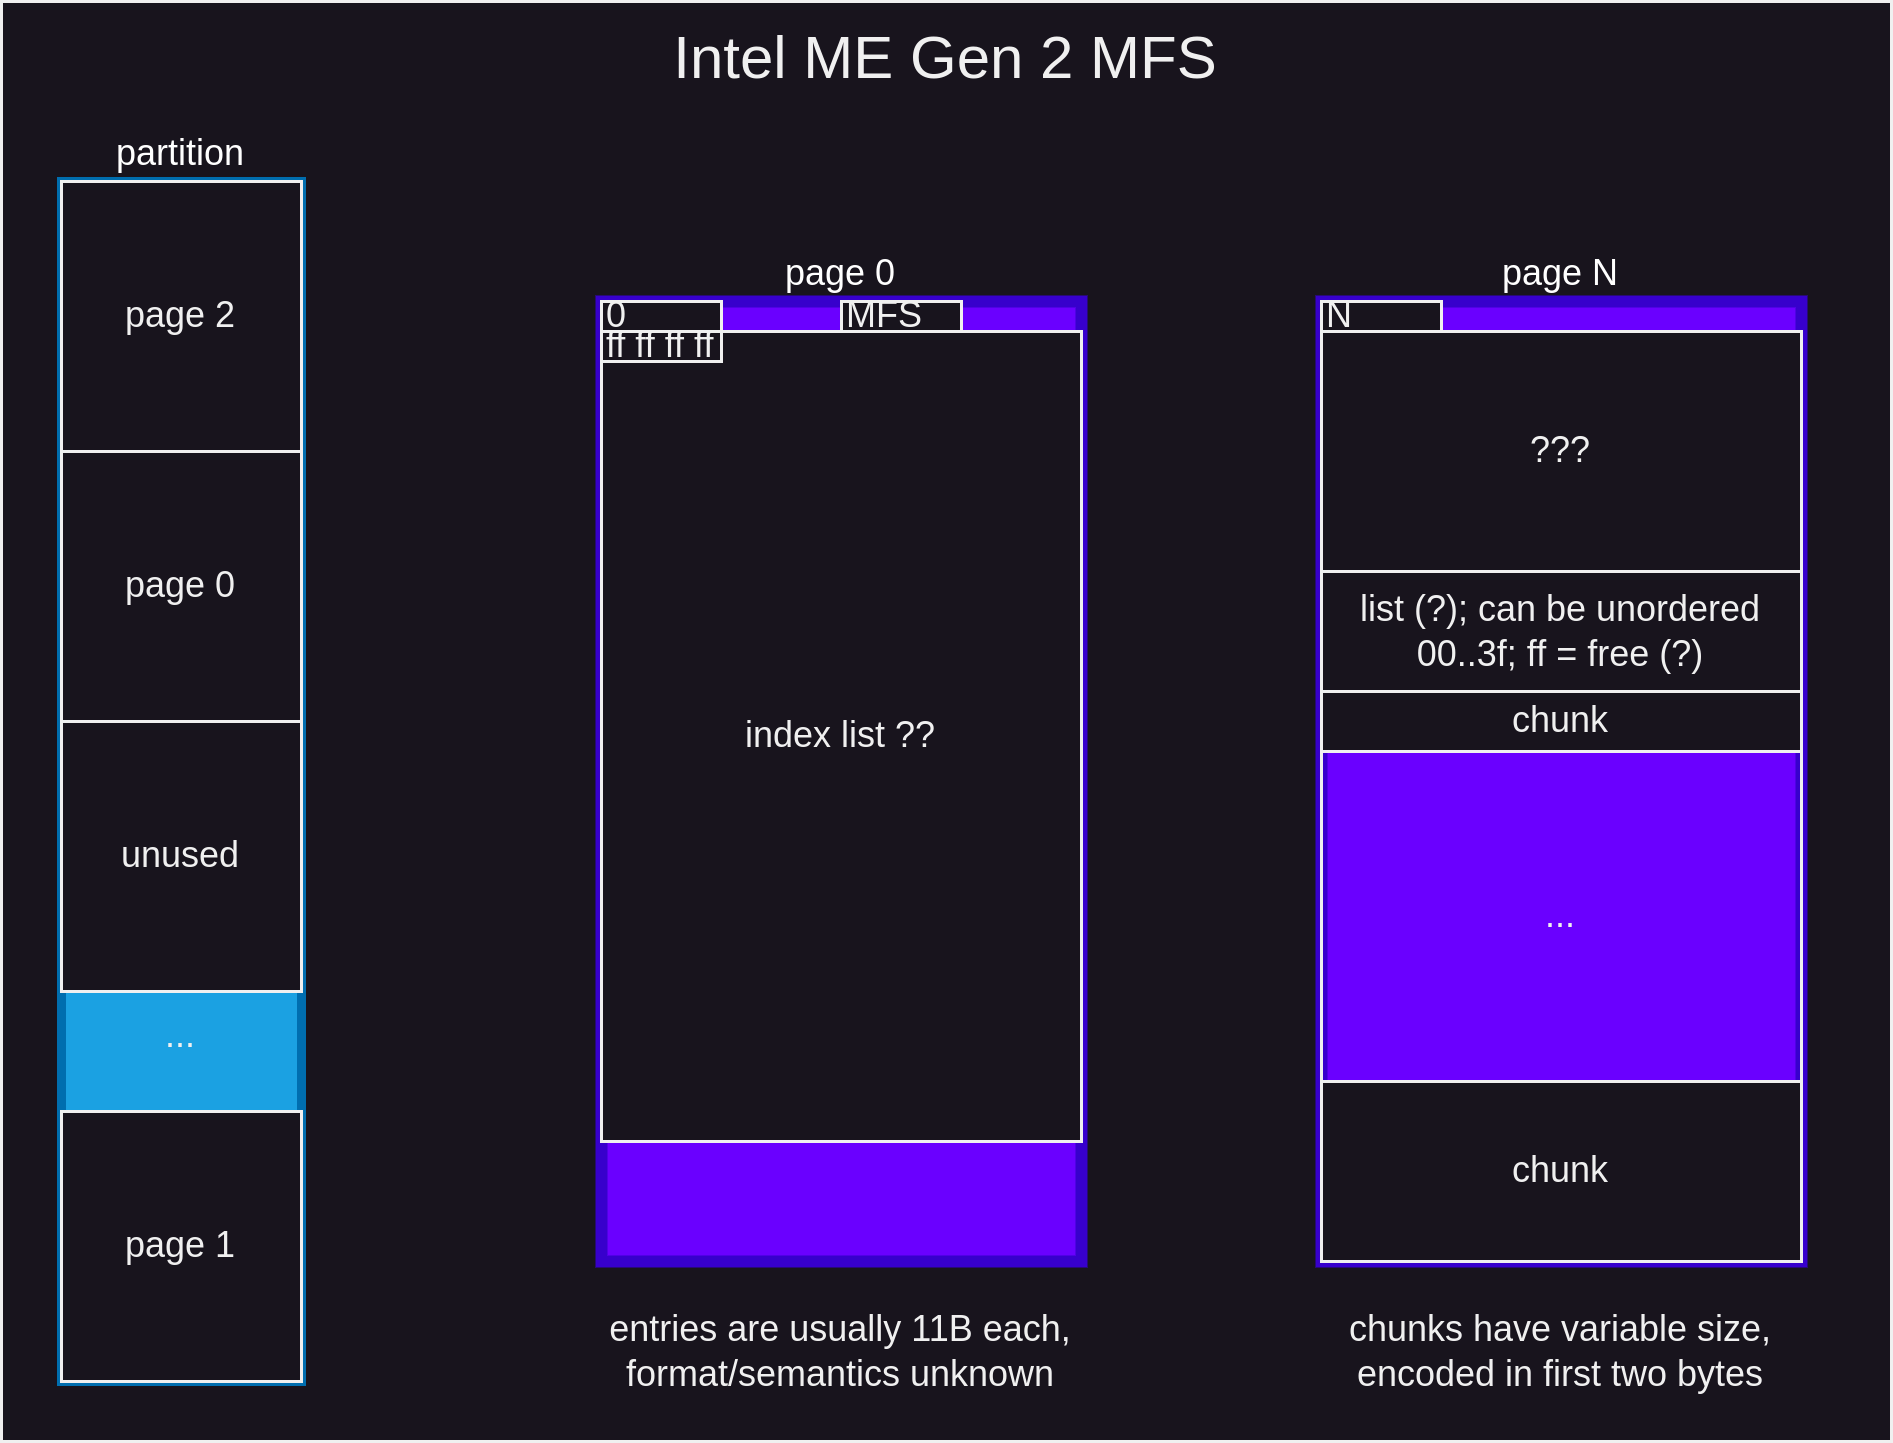 Intel ME Gen 2 MFS
partition
page 2
page 0
unused
...
page 1
page 0
0
MFS
ff ff ff ff
index list ??
entries are usually 11B each,
format/semantics unknown
page N
N
???
list (?); can be unordered
00..3f; ff = free (?)
chunk
...
chunk
chunks have variable size,
encoded in first two bytes